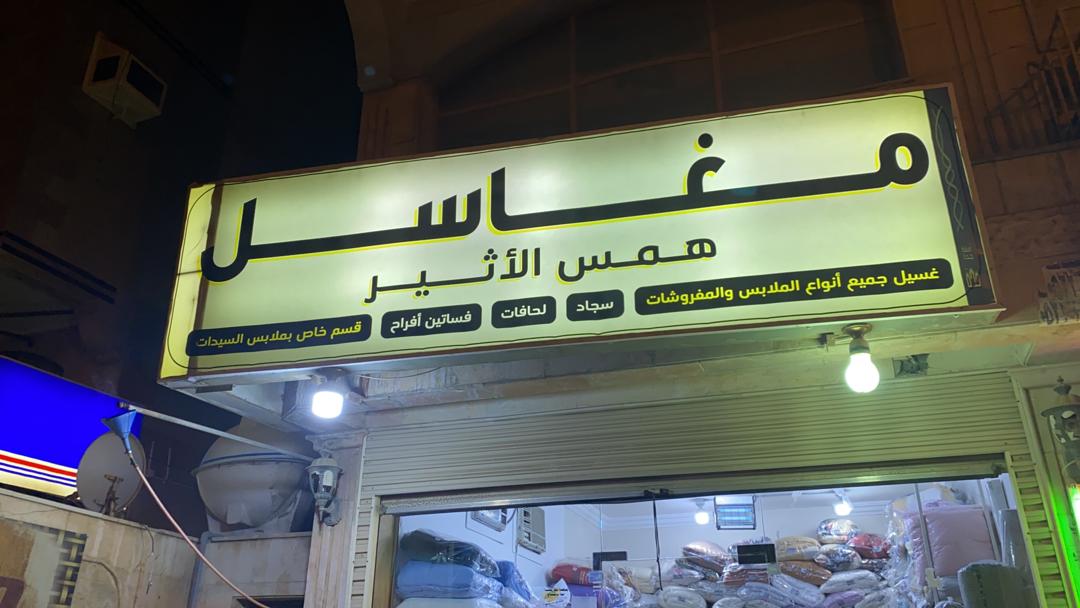 مغاسل
همس الأثير
غسيل جميع أنواع الملابس والمفروشات سجاد لحافات فساتين أفراح قسم خاص بملابس السيدات